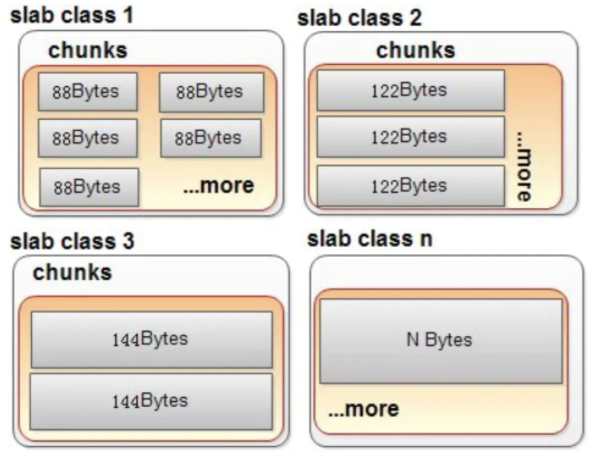 slab class 1
chunks
88Bytes 88Bytes
88Bytes 88Bytes
88Bytes ...more
slab class 2
chunks
122Bytes
122Bytes
122Bytes
...more
slab class 3
chunks
144Bytes
144Bytes
slab class n
N Bytes
...more